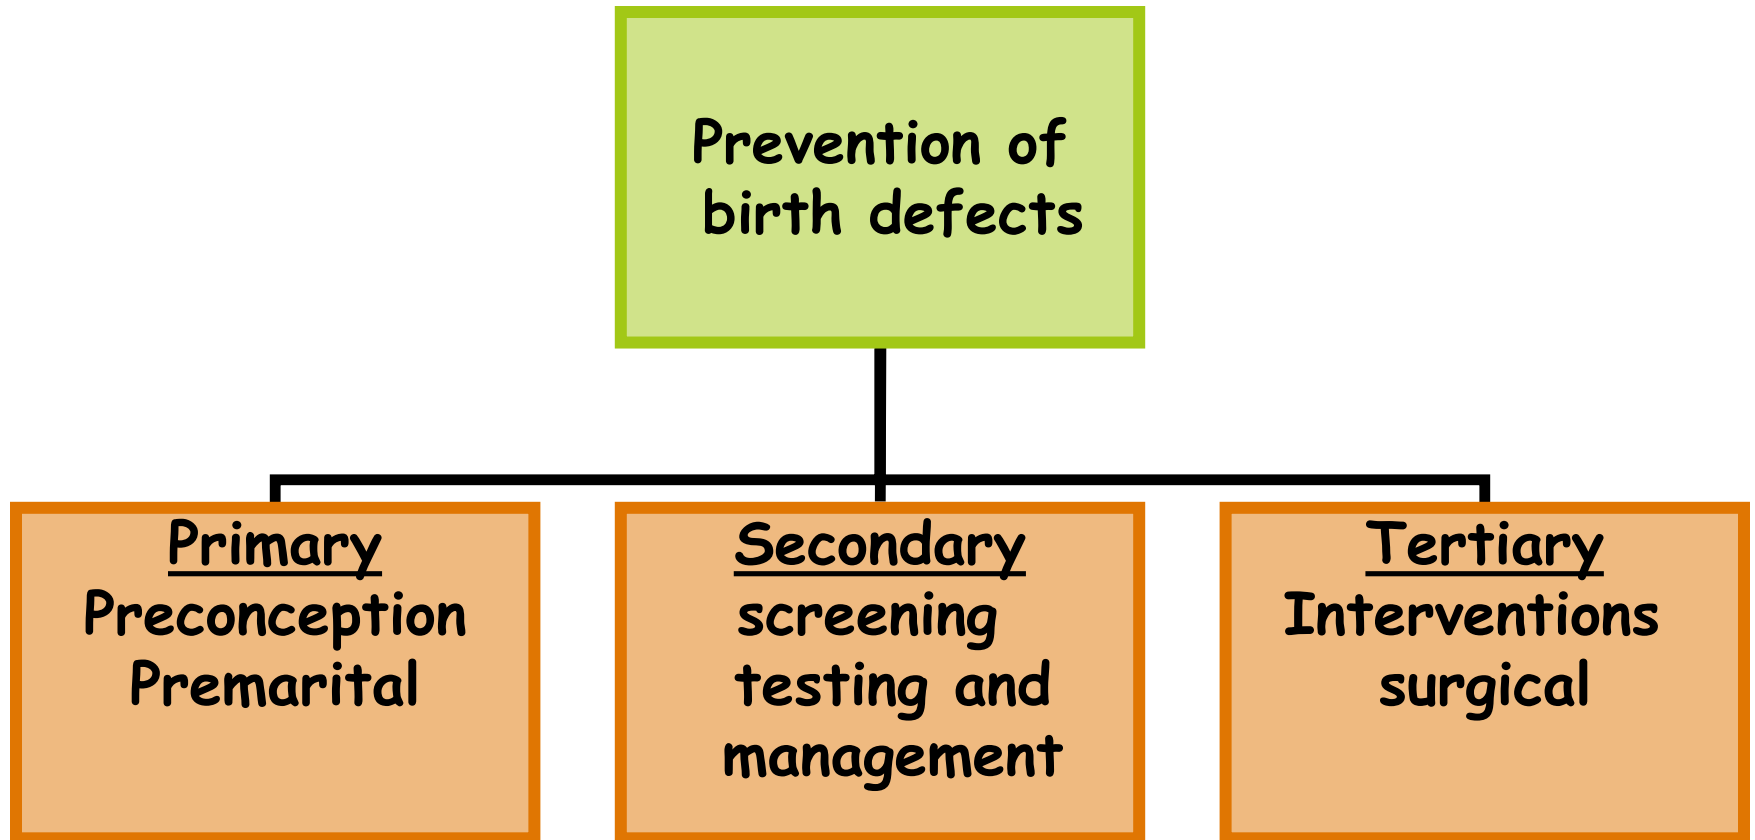 Prevention of
birth defects
Primary
Preconception
Premarital
Secondary
screening
testing and
management
Tertiary
Interventions
surgical